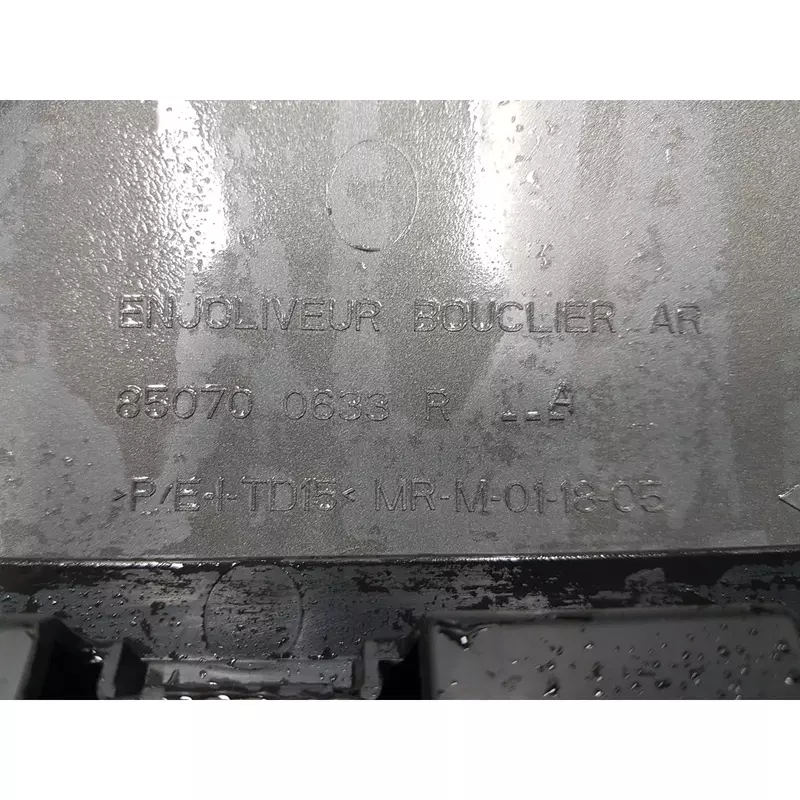 ENJOLIVEUR BOUCLIER AR
85070 0633 R
>P/E-I-TD15< MR-M-01-18-05